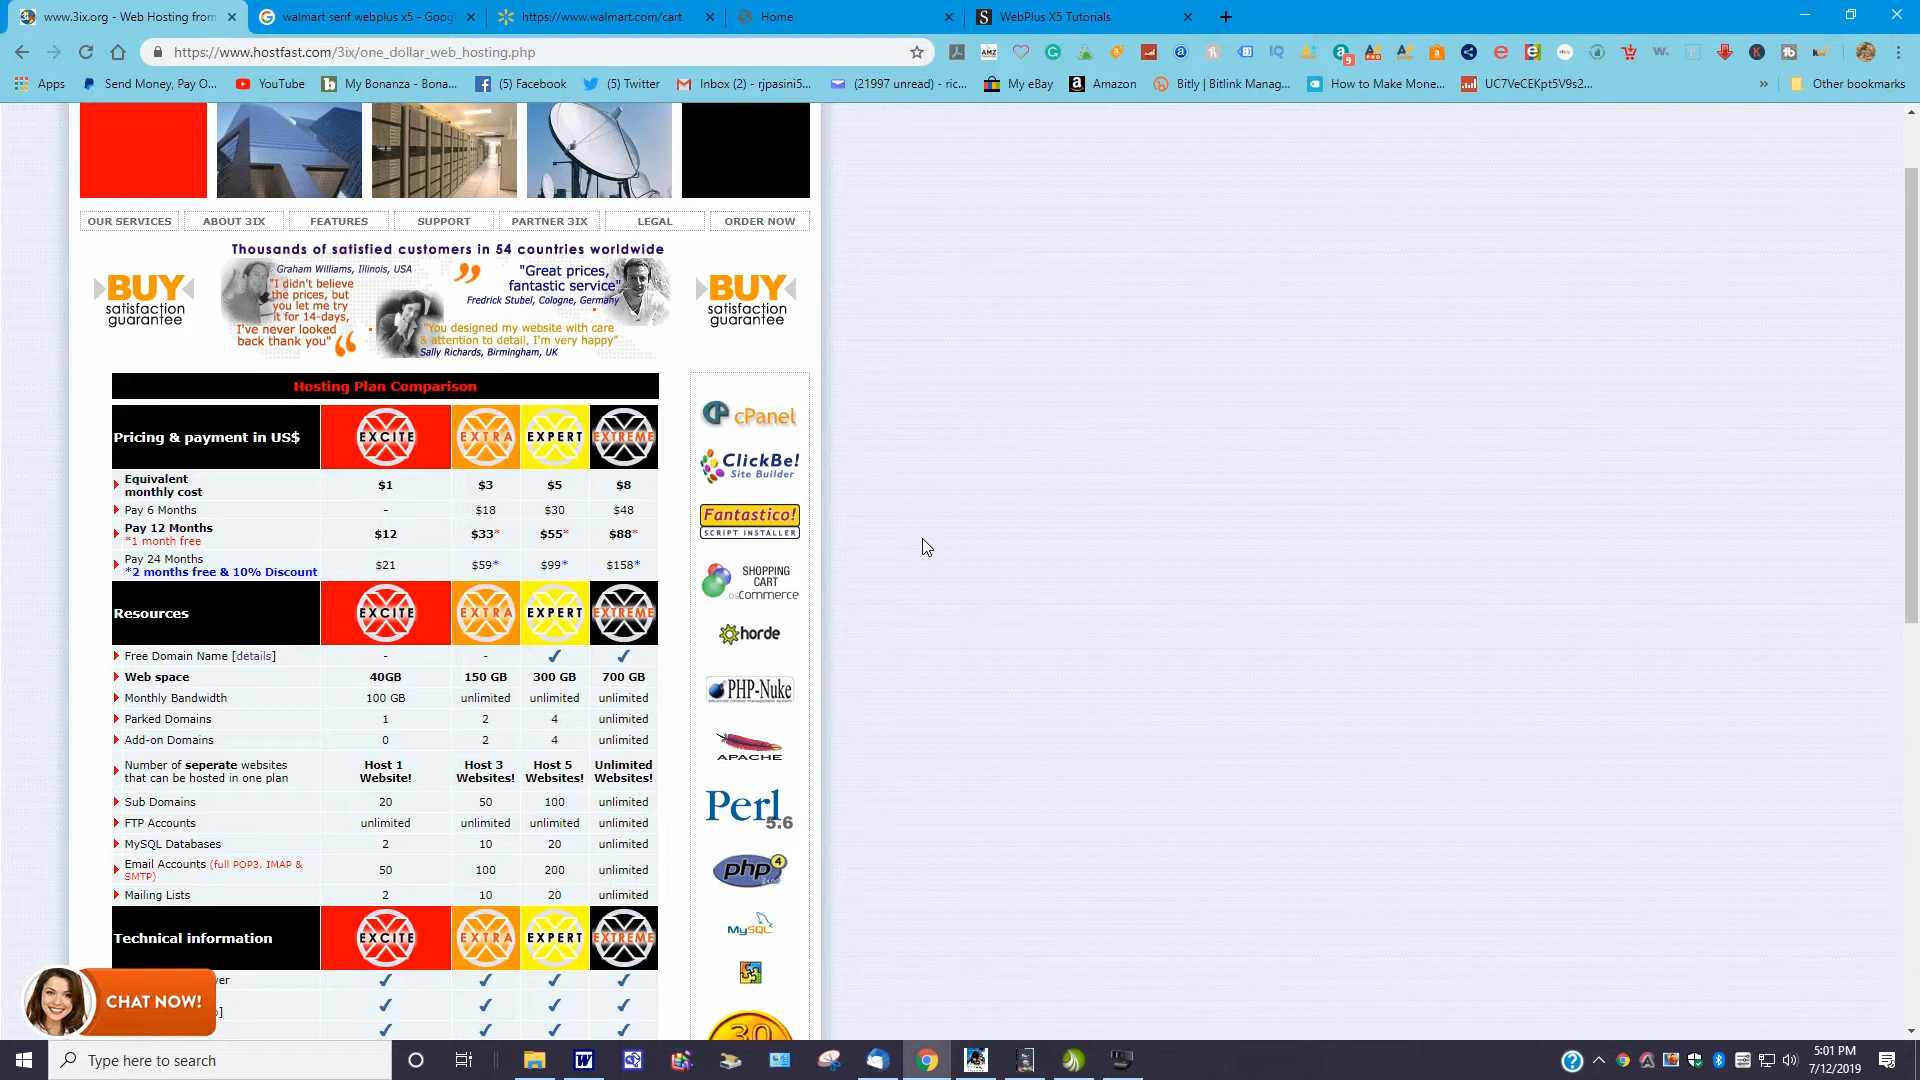 www.3ix.org - Web Hosting from
walmart serif webplus x5 - Googl
https://www.walmart.com/cart
Home
WebPlus X5 Tutorials
https://www.hostfast.com/3ix/one_dollar_web_hosting.php
Apps
Send Money, Pay O...
YouTube
My Bonanza - Bona...
(5) Facebook
(5) Twitter
Inbox (2) - rjpasini5...
(21997 unread) - ric...
My eBay
Amazon
Bitly | Bitlink Manag...
How to Make Mone...
UC7VeCEKpt5V9s2...
Other bookmarks
OUR SERVICES
ABOUT 3IX
FEATURES
SUPPORT
PARTNER 3IX
LEGAL
ORDER NOW
Thousands of satisfied customers in 54 countries worldwide
BUY
satisfaction
guarantee
Graham Williams, Illinois, USA
"I didn't believe
the prices, but
you let me try
it for 14-days,
I've never looked
back thank you"
"Great prices,
fantastic service"
Fredrick Stubel, Cologne, Germany
"You designed my website with care
& attention to detail, I'm very happy"
Sally Richards, Birmingham, UK
BUY
satisfaction
guarantee
Hosting Plan Comparison
Pricing & payment in US$ EXCITE EXTRA EXPERT EXTREME
Equivalent
monthly cost $1 $3 $5 $8
Pay 6 Months - $18 $30 $48
Pay 12 Months
*1 month free $12 $33* $55* $88*
Pay 24 Months
*2 months free & 10% Discount $21 $59* $99* $158*
Resources EXCITE EXTRA EXPERT EXTREME
Free Domain Name [details] - - ✓ ✓
Web space 40GB 150 GB 300 GB 700 GB
Monthly Bandwidth 100 GB unlimited unlimited unlimited
Parked Domains 1 2 4 unlimited
Add-on Domains 0 2 4 unlimited
Number of seperate websites Host 1 Host 3 Host 5 Unlimited
that can be hosted in one plan Website! Websites! Websites! Websites!
Sub Domains 20 50 100 unlimited
FTP Accounts unlimited unlimited unlimited unlimited
MySQL Databases 2 10 20 unlimited
Email Accounts (full POP3, IMAP &
SMTP) 50 100 200 unlimited
Mailing Lists 2 10 20 unlimited
Technical information EXCITE EXTRA EXPERT EXTREME
ver ✓ ✓ ✓ ✓
] ✓ ✓ ✓ ✓
✓ ✓ ✓ ✓
cPanel
ClickBe!
Site Builder
Fantastico!
SCRIPT INSTALLER
SHOPPING
CART
osCommerce
horde
PHP-Nuke
APACHE
Perl
5.6
php 4
MySQL
30
CHAT NOW!
Type here to search
5:01 PM
7/12/2019